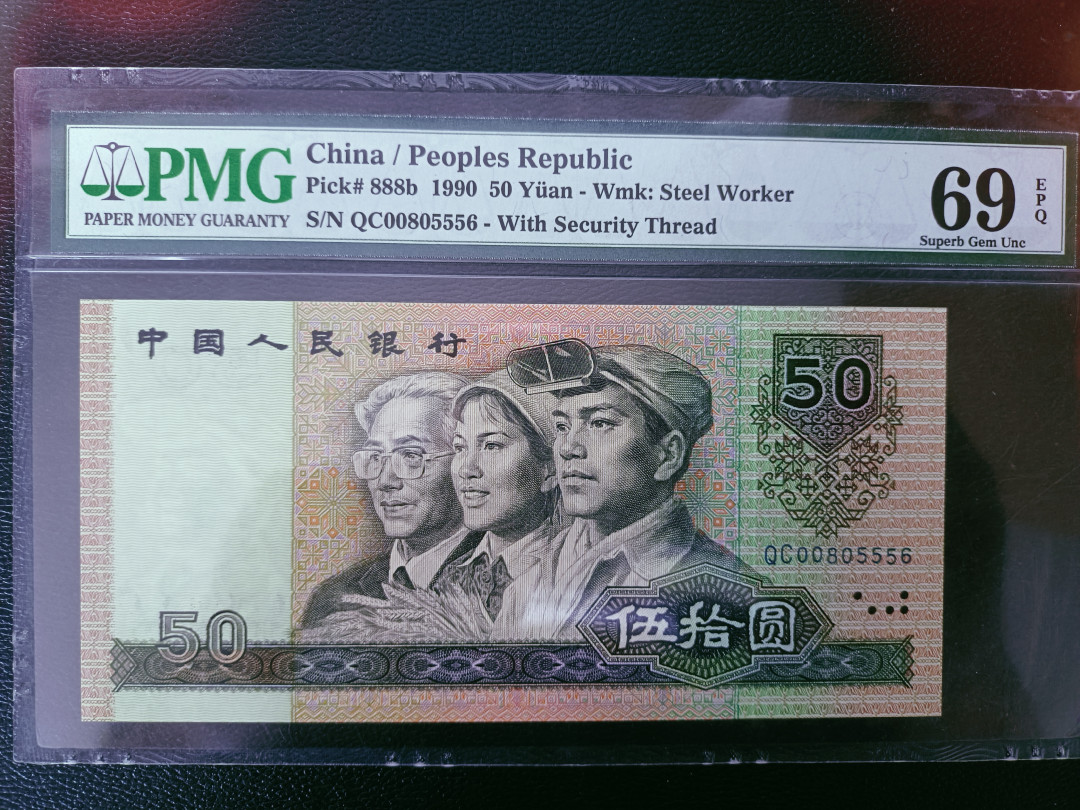 PMG
PAPER MONEY GUARANTY
China / Peoples Republic
Pick# 888b 1990 50 Yüan - Wmk: Steel Worker
S/N QC00805556 - With Security Thread
69
EPQ
Superb Gem Unc
中国人民银行
50
QC00805556
50
伍拾圆